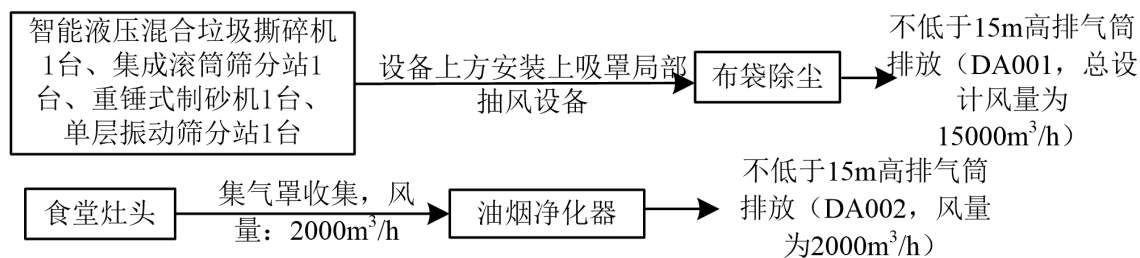 智能液压混合垃圾撕碎机
1台、集成滚筒筛分站1
台、重锤式制砂机1台、
单层振动筛分站1台
设备上方安装上吸罩局部
抽风设备
布袋除尘
不低于15m高排气筒
排放（DA001，总设
计风量为
15000m³/h）
食堂灶头
集气罩收集，风
量：2000m³/h
油烟净化器
不低于15m高排气筒
排放（DA002，风量
为2000m³/h）